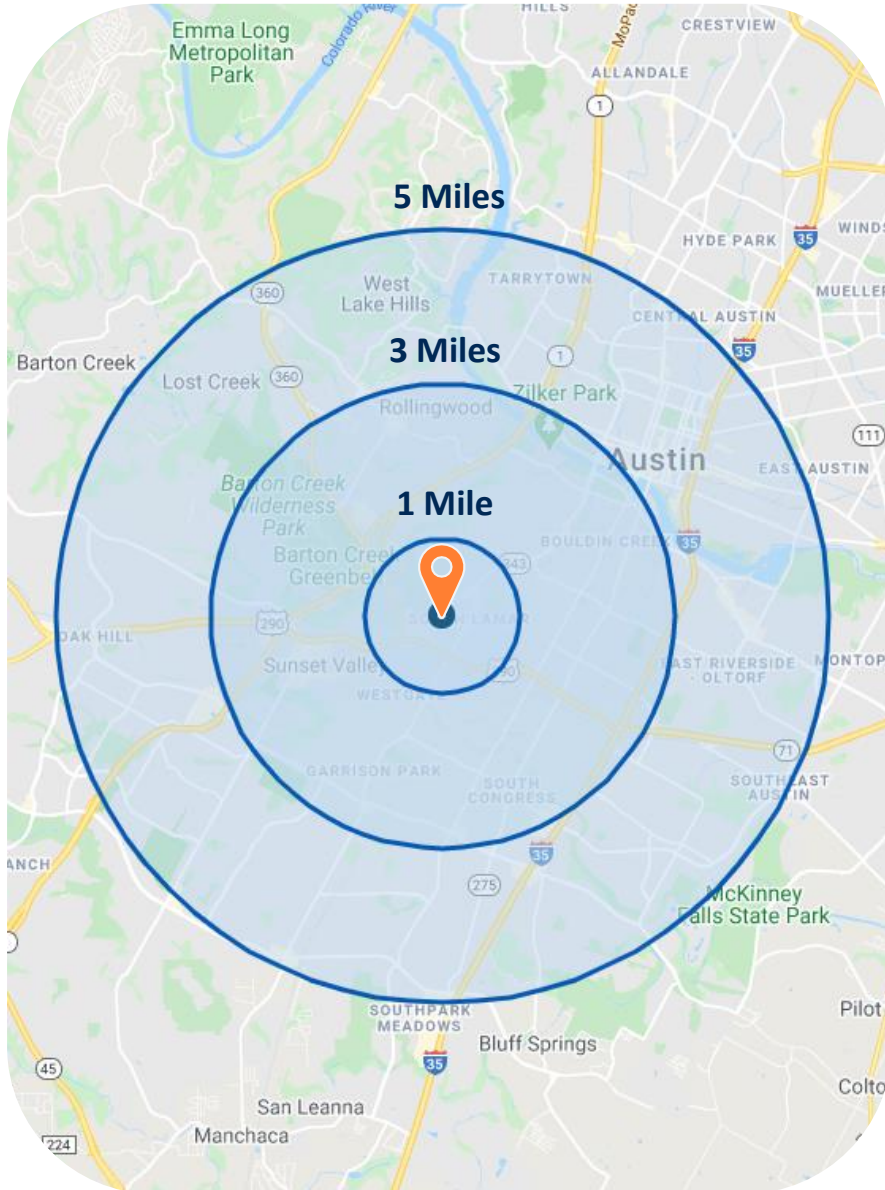 HILLS
CRESTVIEW
Emma Long
Metropolitan
Park
Colorado River
MoPac
ALLANDALE
1
5 Miles
HYDE PARK
35
WINDS
TARRYTOWN
West
Lake Hills
360
MUELLER
CENTRAL AUSTIN
35
3 Miles
1
Barton Creek
Lost Creek
360
Zilker Park
Rollingwood
111
Austin
EAST AUSTIN
Barton Creek
Wilderness
Park
1 Mile
BOULDIN CREEK
35
Barton Creek
Greenbelt
343
290
SOUTH LAMAR
OAK HILL
Sunset Valley
290
EAST RIVERSIDE
- OLTORF
MONTOP
WESTGATE
71
GARRISON PARK
SOUTH
CONGRESS
SOUTHEAST
AUSTIN
35
ANCH
275
McKinney
Falls State Park
SOUTHPARK
MEADOWS
Pilot
Bluff Springs
35
45
Colto
San Leanna
Manchaca
224